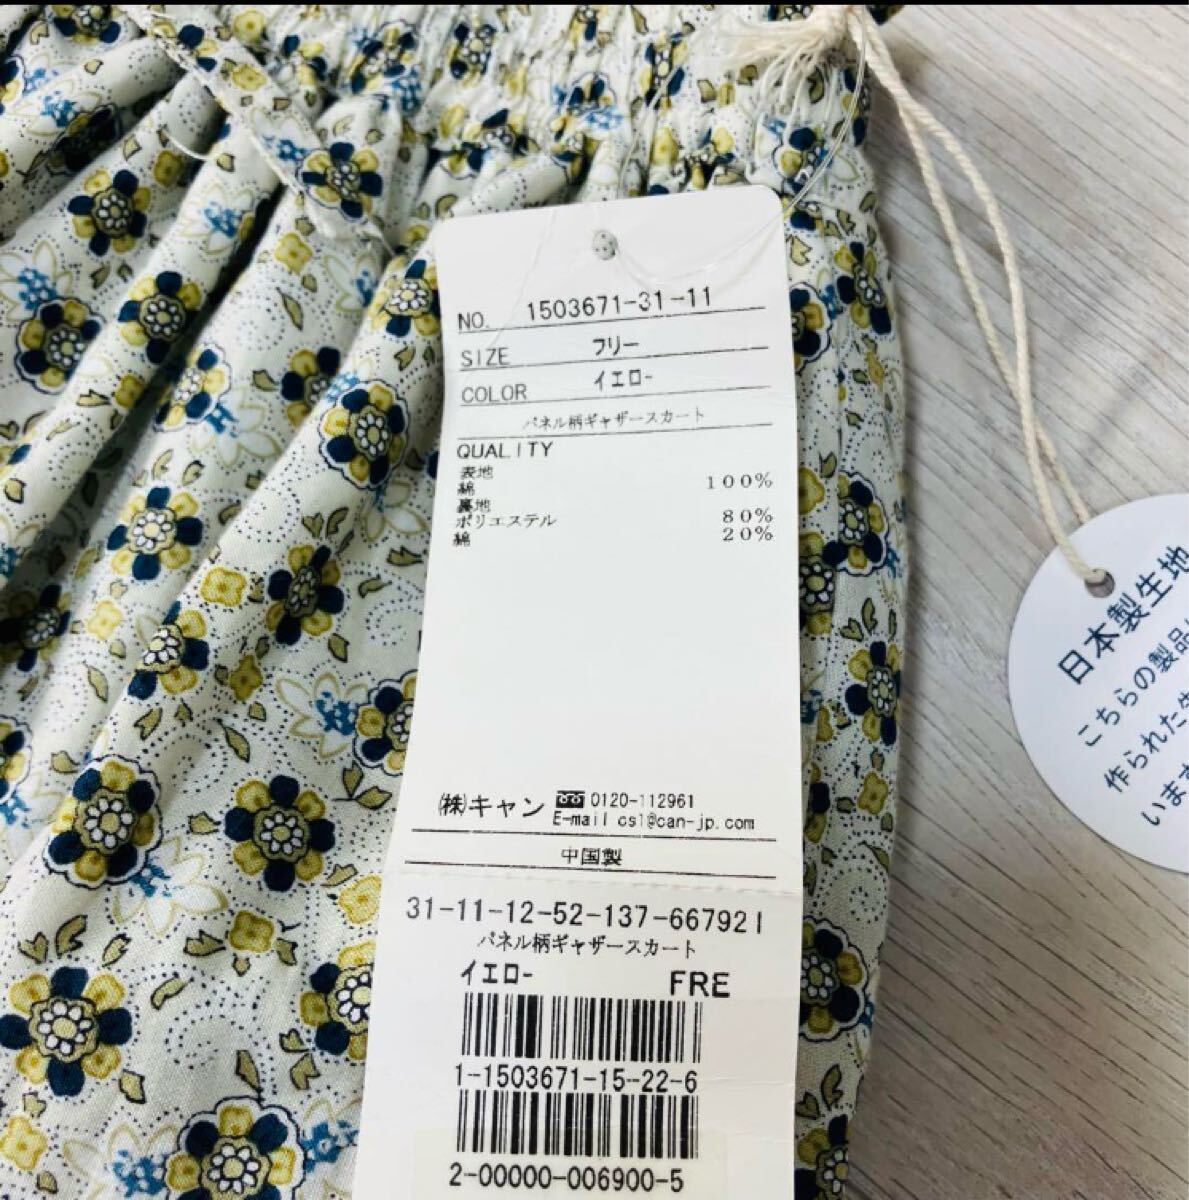 NO. 1503671-31-11
SIZE フリー
COLOR イエロー
パネル柄ギャザースカート
QUALITY
表地
綿 100%
裏地
ポリエステル 80%
綿 20%
㈱キャン 0120-112961
E-mail cs1@can-jp.com
中国製
31-11-12-52-137-667921
パネル柄ギャザースカート
イエロー FRE
1-1503671-15-22-6
2-00000-006900-5
日本製生地
こちらの製品
作られた
います